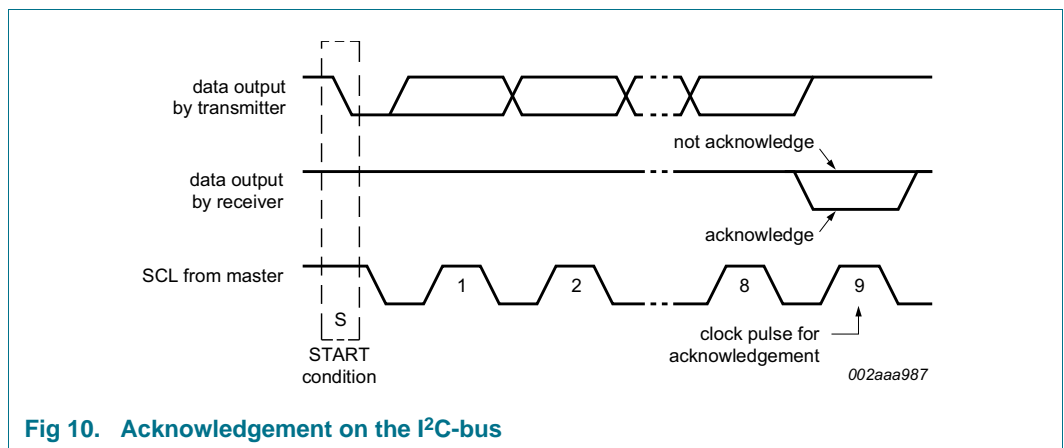 data output
by transmitter
not acknowledge
data output
by receiver
acknowledge
SCL from master
1
2
8
9
S
START
condition
clock pulse for
acknowledgement
002aaa987
Fig 10. Acknowledgement on the I²C-bus